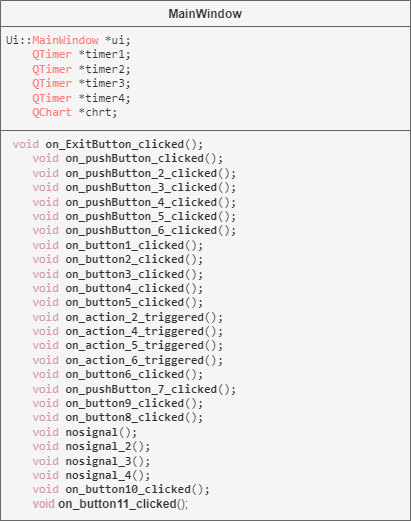 MainWindow
Ui::MainWindow *ui;
QTimer *timer1;
QTimer *timer2;
QTimer *timer3;
QTimer *timer4;
QChart *chrt;
void on_ExitButton_clicked();
void on_pushButton_clicked();
void on_pushButton_2_clicked();
void on_pushButton_3_clicked();
void on_pushButton_4_clicked();
void on_pushButton_5_clicked();
void on_pushButton_6_clicked();
void on_button1_clicked();
void on_button2_clicked();
void on_button3_clicked();
void on_button4_clicked();
void on_button5_clicked();
void on_action_2_triggered();
void on_action_4_triggered();
void on_action_5_triggered();
void on_action_6_triggered();
void on_button6_clicked();
void on_pushButton_7_clicked();
void on_button9_clicked();
void on_button8_clicked();
void nosignal();
void nosignal_2();
void nosignal_3();
void nosignal_4();
void on_button10_clicked();
void on_button11_clicked();